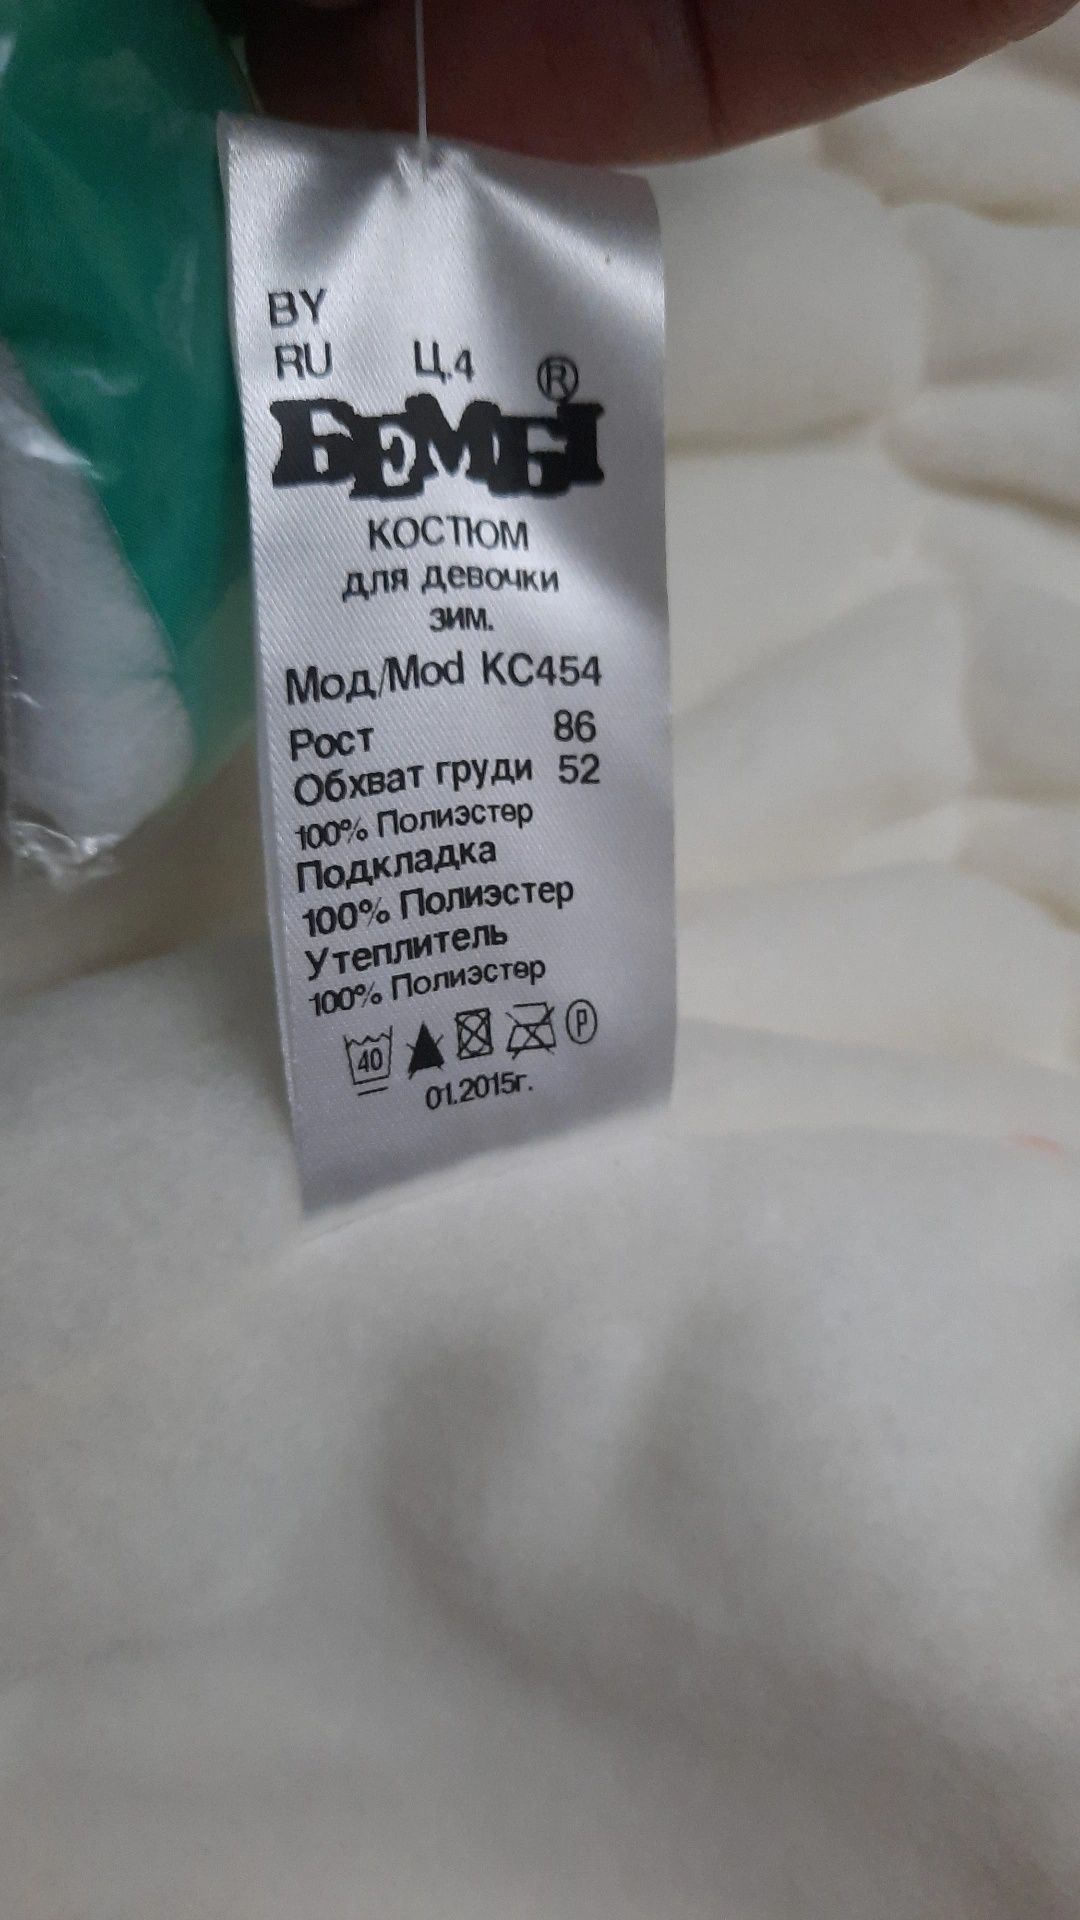 BY
RU Ц.4
БЕМБІ ®
КОСТЮМ
для девочки
зим.
Мод/Mod КС454
Рост 86
Обхват груди 52
100% Полиэстер
Подкладка
100% Полиэстер
Утеплитель
100% Полиэстер
40 P
01.2015г.